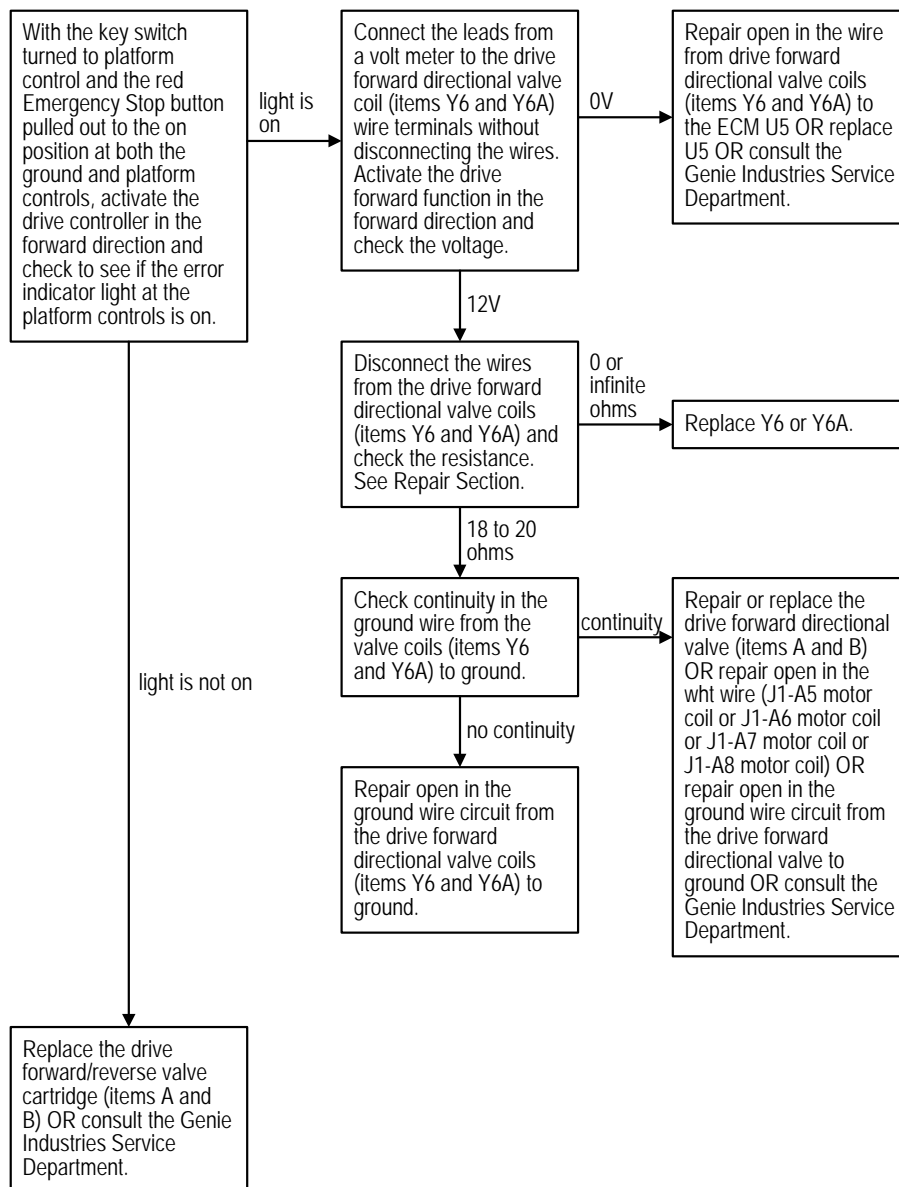 With the key switch
turned to platform
control and the red
Emergency Stop button
pulled out to the on
position at both the
ground and platform
controls, activate the
drive controller in the
forward direction and
check to see if the error
indicator light at the
platform controls is on.
light is
on
Connect the leads from
a volt meter to the drive
forward directional valve
coil (items Y6 and Y6A)
wire terminals without
disconnecting the wires.
Activate the drive
forward function in the
forward direction and
check the voltage.
0V
Repair open in the wire
from drive forward
directional valve coils
(items Y6 and Y6A) to
the ECM U5 OR replace
U5 OR consult the
Genie Industries Service
Department.
12V
Disconnect the wires
from the drive forward
directional valve coils
(items Y6 and Y6A) and
check the resistance.
See Repair Section.
0 or
infinite
ohms
Replace Y6 or Y6A.
18 to 20
ohms
Check continuity in the
ground wire from the
valve coils (items Y6
and Y6A) to ground.
continuity
Repair or replace the
drive forward directional
valve (items A and B)
OR repair open in the
wht wire (J1-A5 motor
coil or J1-A6 motor coil
or J1-A7 motor coil or
J1-A8 motor coil) OR
repair open in the
ground wire circuit from
the drive forward
directional valve to
ground OR consult the
Genie Industries Service
Department.
no continuity
Repair open in the
ground wire circuit from
the drive forward
directional valve coils
(items Y6 and Y6A) to
ground.
light is not on
Replace the drive
forward/reverse valve
cartridge (items A and
B) OR consult the Genie
Industries Service
Department.